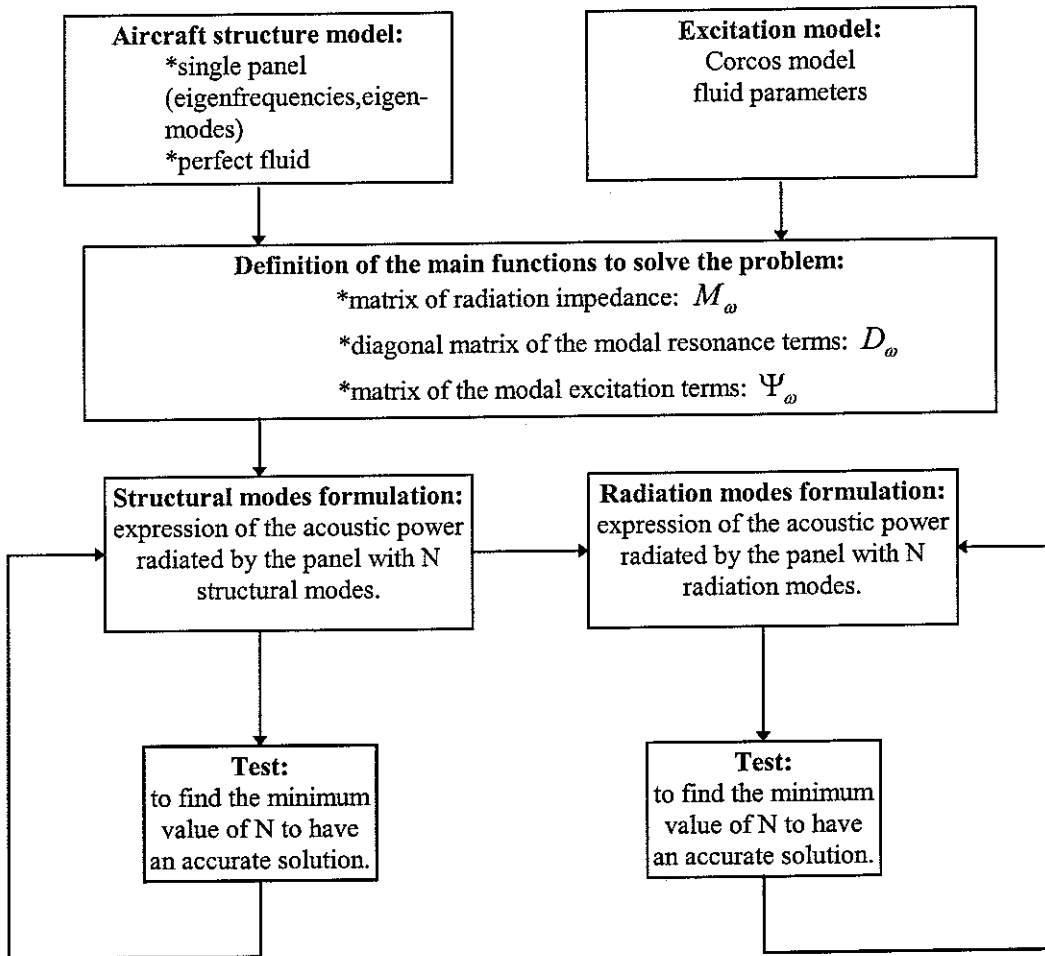 Aircraft structure model:
*single panel
(eigenfrequencies,eigen-
modes)
*perfect fluid
Excitation model:
Corcos model
fluid parameters
Definition of the main functions to solve the problem:
*matrix of radiation impedance: M_ω
*diagonal matrix of the modal resonance terms: D_ω
*matrix of the modal excitation terms: Ψ_ω
Structural modes formulation:
expression of the acoustic power
radiated by the panel with N
structural modes.
Radiation modes formulation:
expression of the acoustic power
radiated by the panel with N
radiation modes.
Test:
to find the minimum
value of N to have
an accurate solution.
Test:
to find the minimum
value of N to have
an accurate solution.